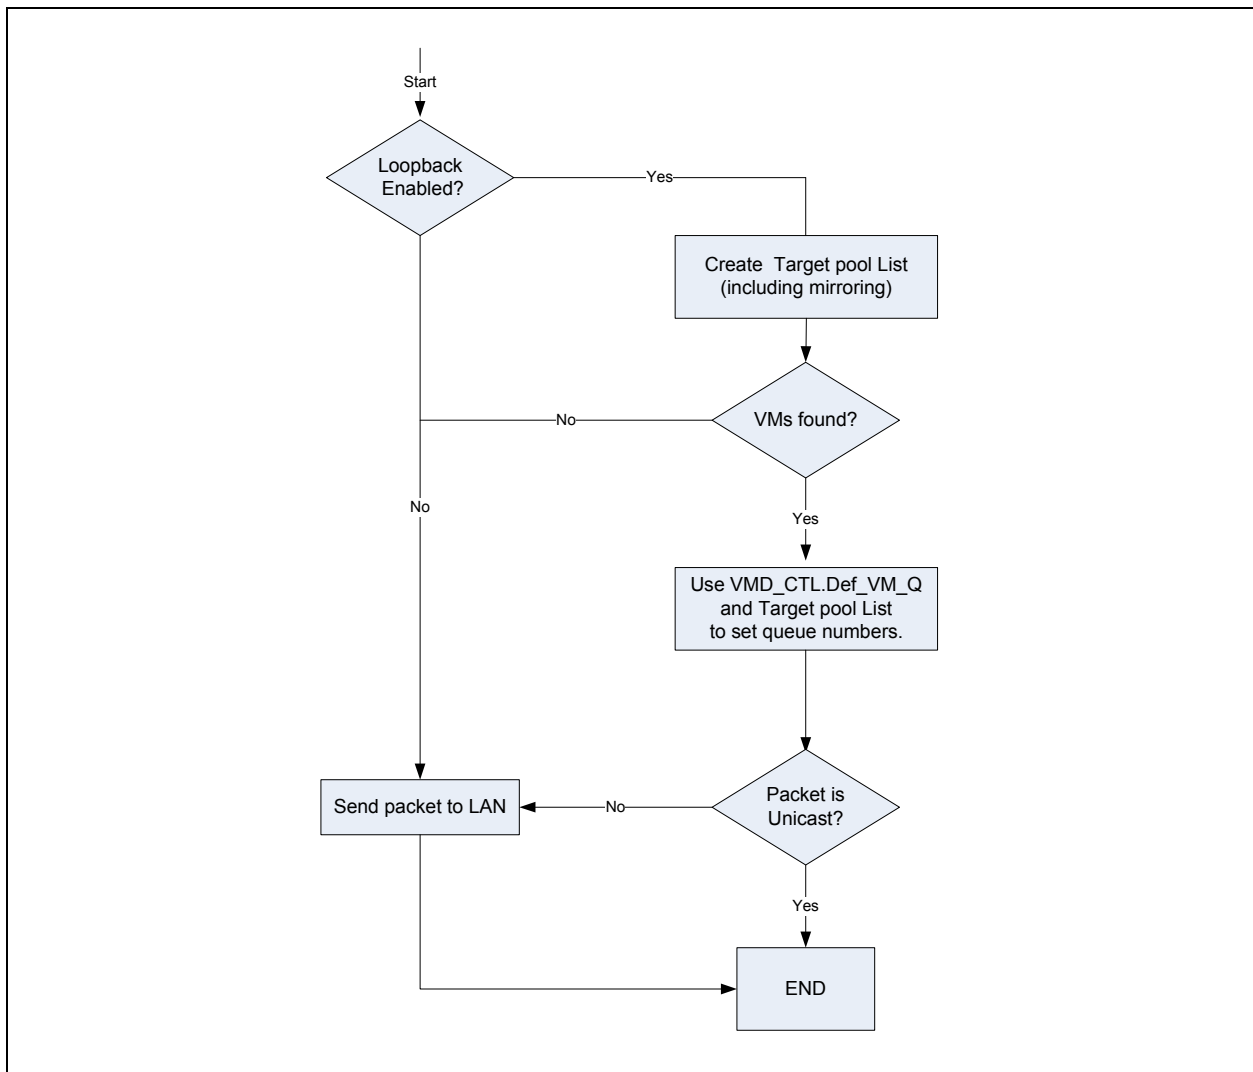 Start
Loopback
Enabled?
Yes
Create Target pool List
(including mirroring)
VMs found?
No
No
Yes
Use VMD_CTL.Def_VM_Q
and Target pool List
to set queue numbers.
Packet is
Unicast?
No
Send packet to LAN
Yes
END